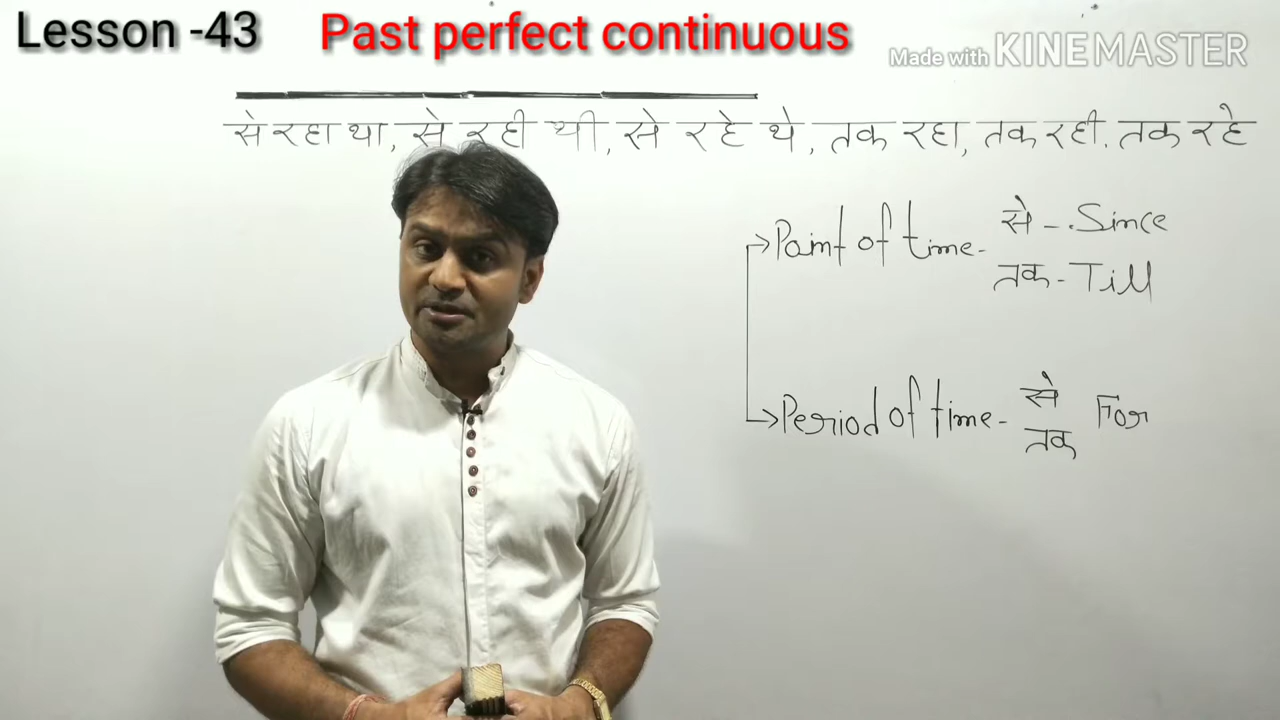 Lesson -43 Past perfect continuous
Made with KINEMASTER
से रहा था, से रही थी, से रहे थे, तक रहा, तक रही. तक रहे
Point of time - से - Since
तक - Till
Period of time - से For
तक